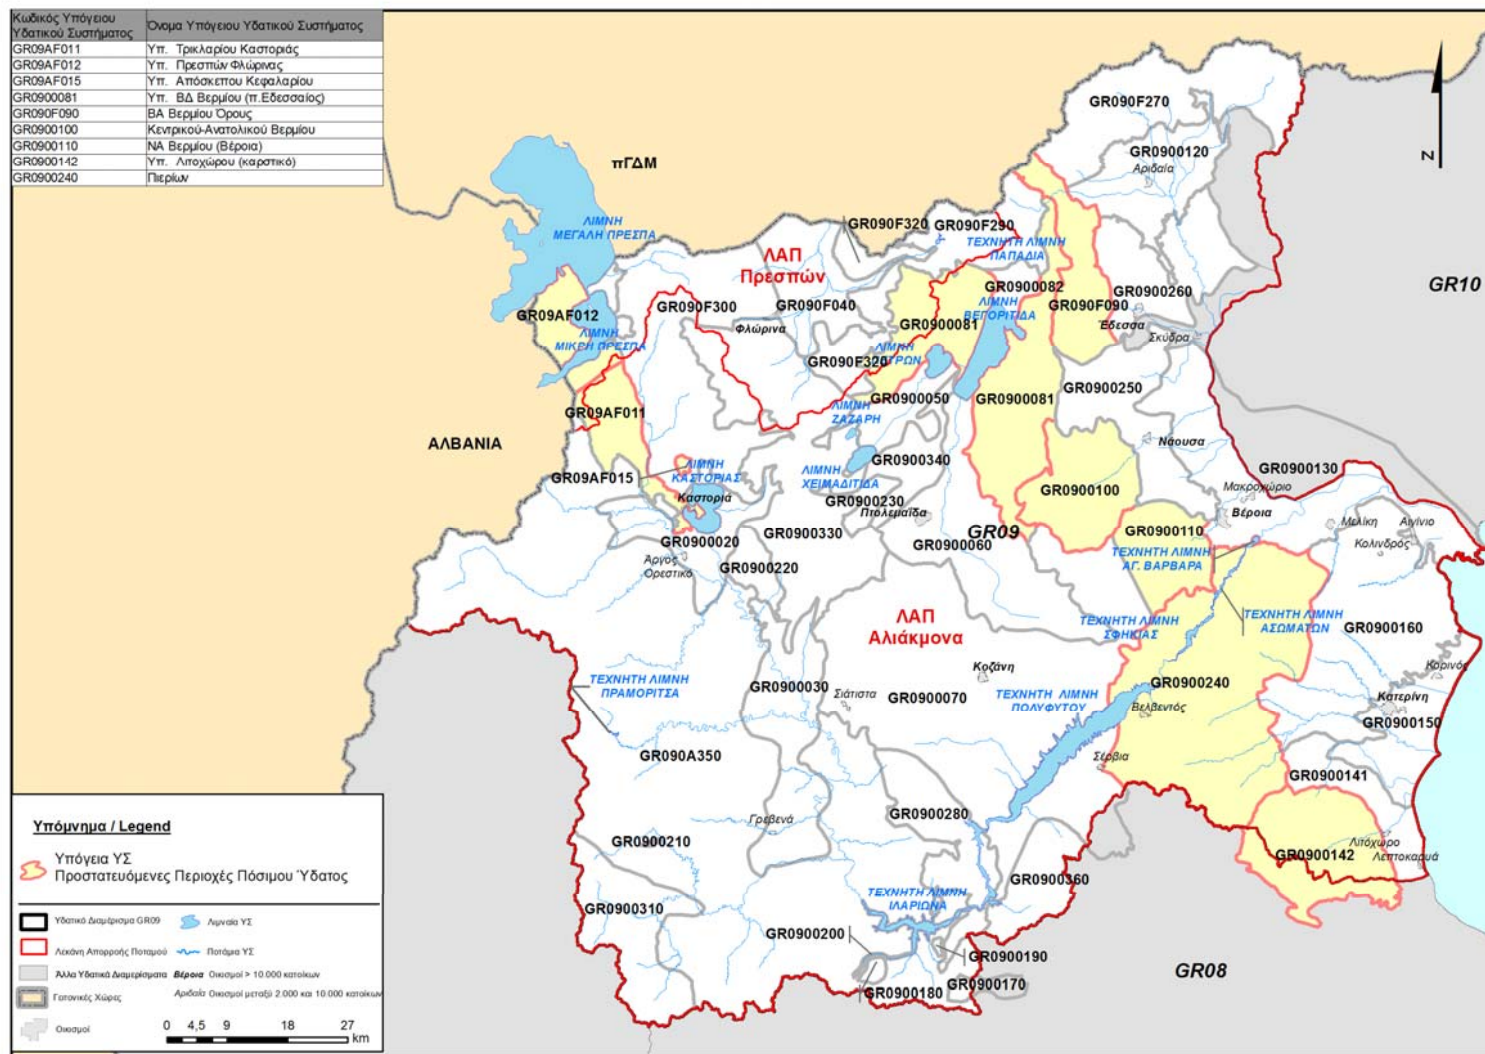 Κωδικός Υπόγειου
Υδατικού Συστήματος
Όνομα Υπόγειου Υδατικού Συστήματος
GR09AF011 Υπ. Τρικλαρίου Καστοριάς
GR09AF012 Υπ. Πρεσπών Φλώρινας
GR09AF015 Υπ. Απόσκεπου Κεφαλαρίου
GR0900081 Υπ. ΒΔ Βερμίου (π.Εδεσσαίος)
GR090F090 ΒΑ Βερμίου Όρους
GR0900100 Κεντρικού-Ανατολικού Βερμίου
GR0900110 ΝΑ Βερμίου (Βέροια)
GR0900142 Υπ. Λιτοχώρου (καρστικό)
GR0900240 Πιερίων
πΓΔΜ
GR090F270
GR0900120
Αριδαία
N
ΛΙΜΝΗ
ΜΕΓΑΛΗ ΠΡΕΣΠΑ
GR090F320
GR090F290
ΤΕΧΝΗΤΗ ΛΙΜΝΗ
ΠΑΠΑΔΙΑ
ΛΑΠ
Πρεσπών
GR0900082
GR0900260
GR10
GR090F300
GR090F040
GR090F090
ΛΙΜΝΗ
ΒΕΓΟΡΙΤΙΔΑ
GR09AF012
Φλώρινα
GR0900081
Έδεσσα
Σκύδρα
ΛΙΜΝΗ
ΜΙΚΡΗ ΠΡΕΣΠΑ
ΛΙΜΝΗ
GR090F320
GR0900250
GR0900050
GR0900081
GR09AF011
ΛΙΜΝΗ
ΖΑΖΑΡΗ
ΑΛΒΑΝΙΑ
Νάουσα
GR0900340
GR09AF015
ΛΙΜΝΗ
ΚΑΣΤΟΡΙΑΣ
Καστοριά
ΛΙΜΝΗ
ΧΕΙΜΑΔΙΤΙΔΑ
GR0900130
Μακροχώριο
GR0900100
GR0900230
Πτολεμαΐδα
Βέροια
Μελίκη
Αιγίνιο
GR0900020
GR0900330
GR09
GR0900110
Κολινδρός
GR0900060
Άργος
Ορεστικό
GR0900220
ΤΕΧΝΗΤΗ ΛΙΜΝΗ
ΑΓ. ΒΑΡΒΑΡΑ
ΛΑΠ
Αλιάκμονα
ΤΕΧΝΗΤΗ ΛΙΜΝΗ
ΣΦΗΚΙΑΣ
ΤΕΧΝΗΤΗ ΛΙΜΝΗ
ΑΣΩΜΑΤΩΝ
GR0900160
Κορινός
ΤΕΧΝΗΤΗ ΛΙΜΝΗ
ΠΡΑΜΟΡΙΤΣΑ
GR0900030
Σιάτιστα
Κοζάνη
GR0900070
ΤΕΧΝΗΤΗ ΛΙΜΝΗ
ΠΟΛΥΦΥΤΟΥ
GR0900240
Βελβεντός
Κατερίνη
GR0900150
GR090A350
Σέρβια
GR0900141
Γρεβενά
GR0900280
GR0900210
Λιτόχωρο
GR0900142
Λεπτοκαρυά
GR0900360
ΤΕΧΝΗΤΗ ΛΙΜΝΗ
ΙΛΑΡΙΩΝΑ
GR0900310
GR0900200
GR0900190
GR0900170
GR0900180
GR08
Υπόμνημα / Legend
Υπόγεια ΥΣ
Προστατευόμενες Περιοχές Πόσιμου Ύδατος
Υδατικό Διαμέρισμα GR09
Λιμναία ΥΣ
Λεκάνη Απορροής Ποταμού
Ποτάμια ΥΣ
Άλλα Υδατικά Διαμερίσματα
Βέροια Οικισμοί > 10.000 κατοίκων
Γειτονικές Χώρες
Αριδαία Οικισμοί μεταξύ 2.000 και 10.000 κατοίκων
Οικισμοί
0 4,5 9 18 27
km